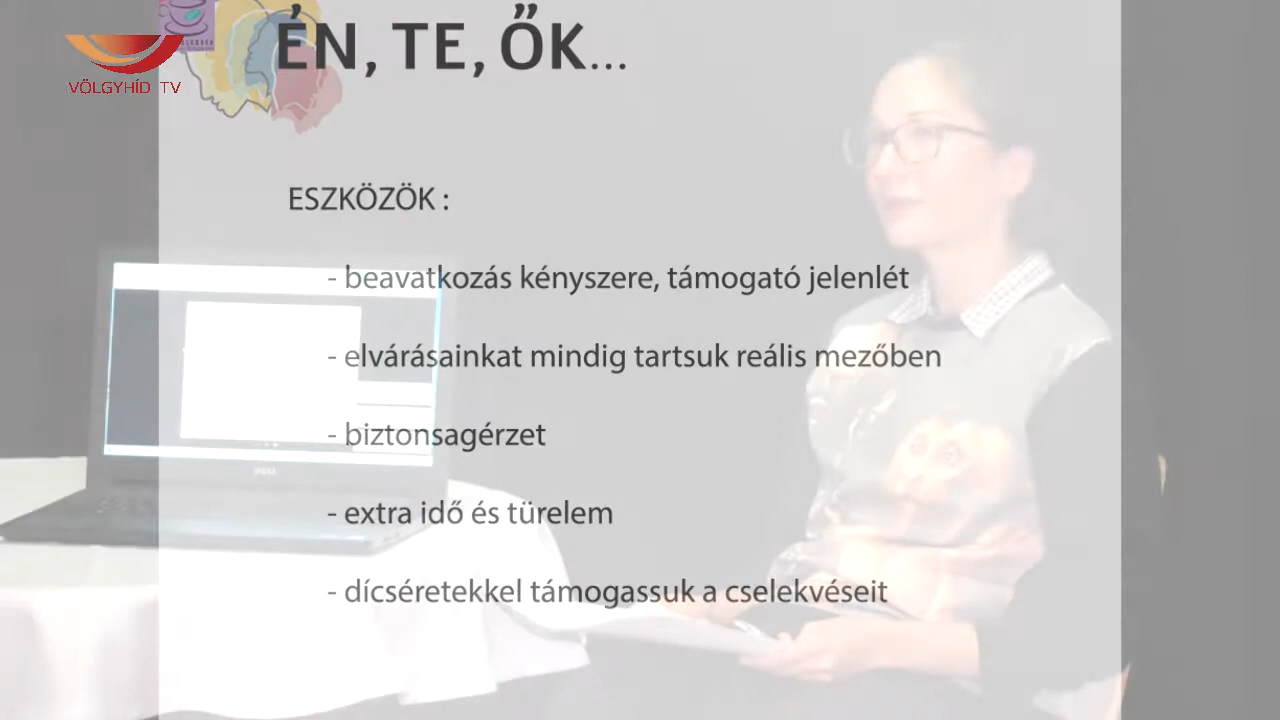 ÉN, TE, ŐK...
VÖLGYHÍD TV
ESZKÖZÖK :
- beavatkozás kényszere, támogató jelenlét
- elvárásainkat mindig tartsuk reális mezőben
- biztonsagérzet
- extra idő és türelem
- dícséretekkel támogassuk a cselekvéseit